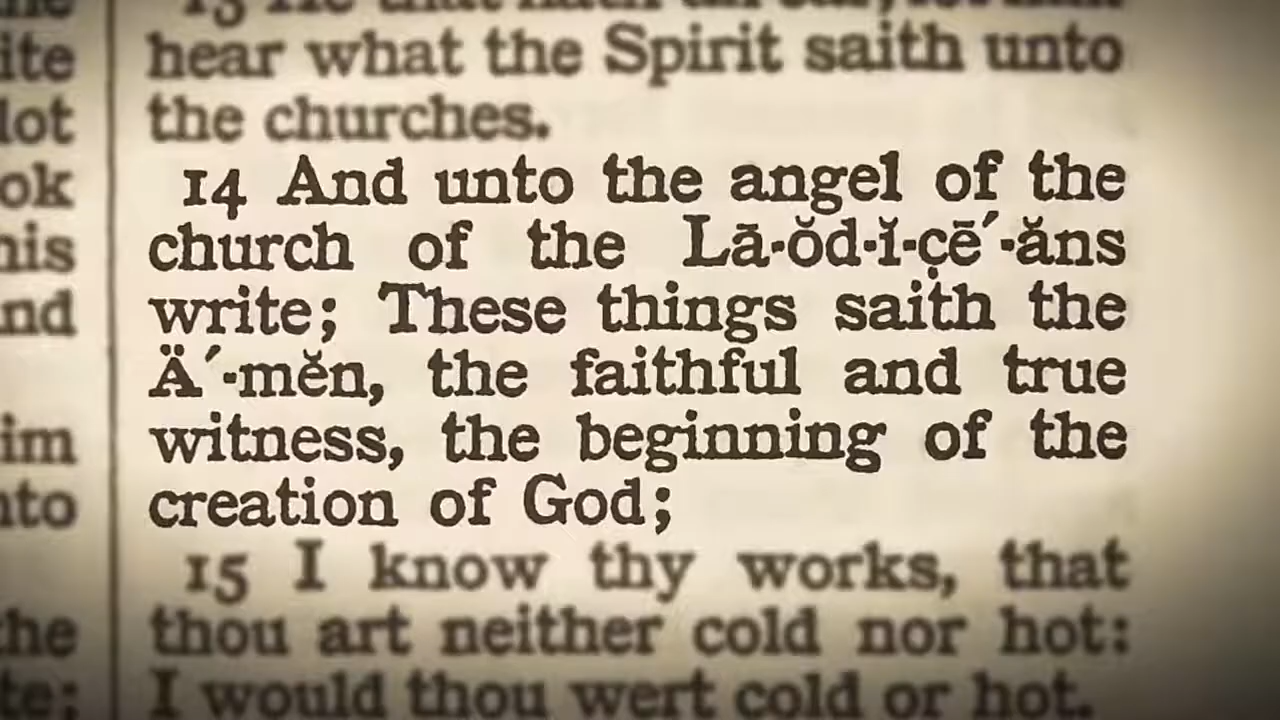 hear what the Spirit saith unto
the churches.
14 And unto the angel of the
church of the Lā·ŏd·ĭ·çē´·ăns
write; These things saith the
Ä´·mĕn, the faithful and true
witness, the beginning of the
creation of God;
15 I know thy works, that
thou art neither cold nor hot:
I would thou wert cold or hot.